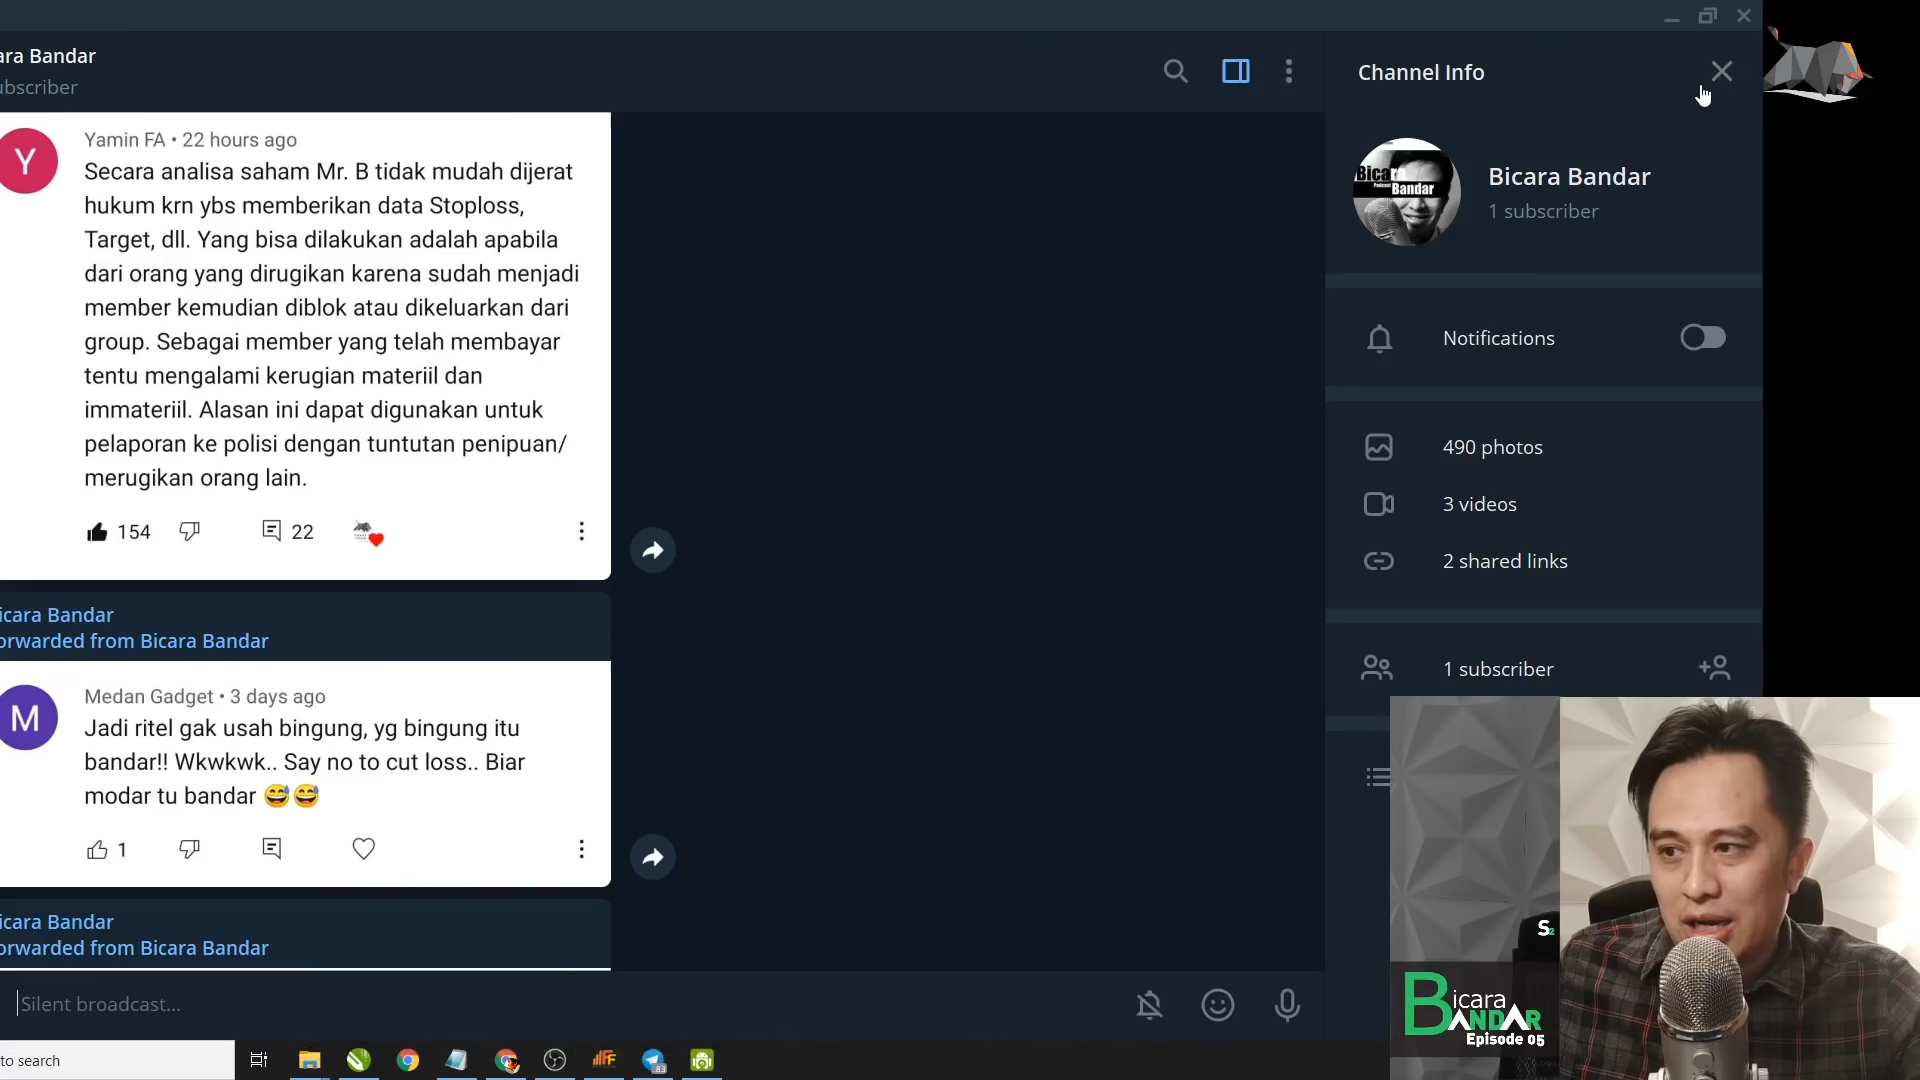 ara Bandar
ubscriber
Yamin FA • 22 hours ago
Y
Secara analisa saham Mr. B tidak mudah dijerat
hukum krn ybs memberikan data Stoploss,
Target, dll. Yang bisa dilakukan adalah apabila
dari orang yang dirugikan karena sudah menjadi
member kemudian diblok atau dikeluarkan dari
group. Sebagai member yang telah membayar
tentu mengalami kerugian materiil dan
immateriil. Alasan ini dapat digunakan untuk
pelaporan ke polisi dengan tuntutan penipuan/
merugikan orang lain.
154 22
icara Bandar
orwarded from Bicara Bandar
Medan Gadget • 3 days ago
M
Jadi ritel gak usah bingung, yg bingung itu
bandar!! Wkwkwk.. Say no to cut loss.. Biar
modar tu bandar 😅😅
1
icara Bandar
orwarded from Bicara Bandar
Silent broadcast...
to search
83
Channel Info
Bicara
Podcast
Bandar
Bicara Bandar
1 subscriber
Notifications
490 photos
3 videos
2 shared links
1 subscriber
S2
Bicara
BANDAR
Episode 05